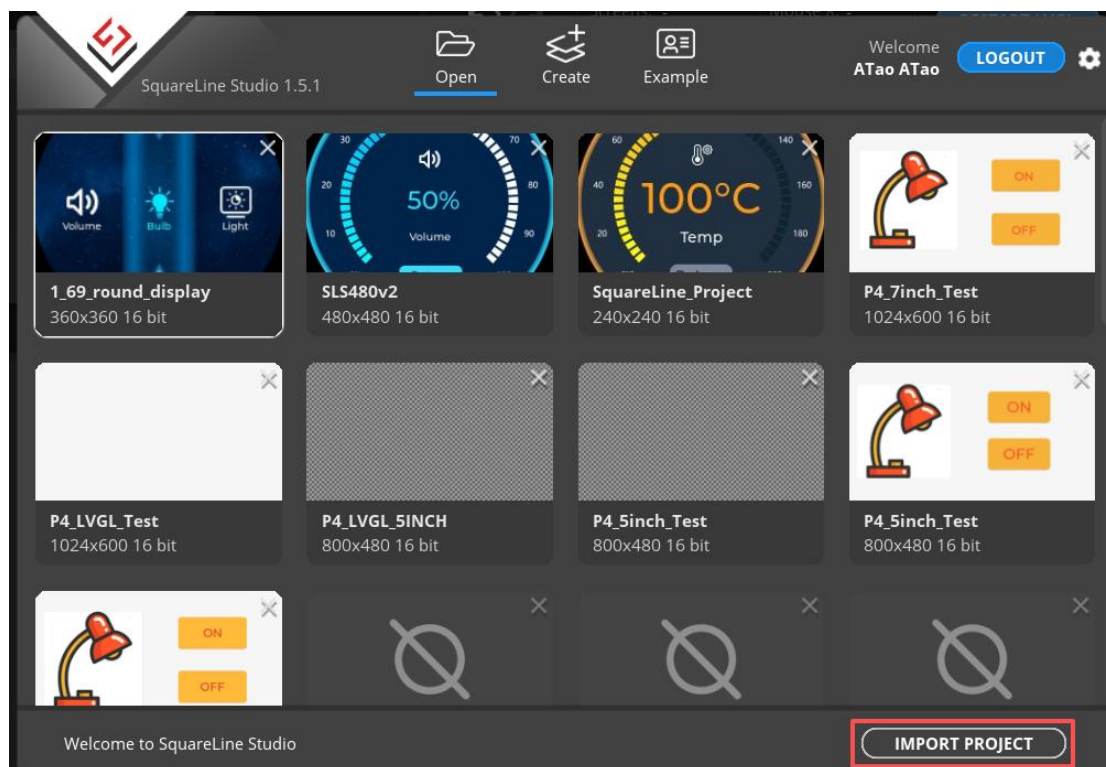 SquareLine Studio 1.5.1
Open
Create
Example
Welcome
ATao ATao
LOGOUT
Volume
Bulb
Light
1_69_round_display
360x360 16 bit
30
70
20
80
50%
10
90
Volume
SLS480v2
480x480 16 bit
60
140
40
160
100°C
20
180
Temp
SquareLine_Project
240x240 16 bit
ON
OFF
P4_7inch_Test
1024x600 16 bit
P4_LVGL_Test
1024x600 16 bit
P4_LVGL_5INCH
800x480 16 bit
P4_5inch_Test
800x480 16 bit
ON
OFF
P4_5inch_Test
800x480 16 bit
ON
OFF
Welcome to SquareLine Studio
IMPORT PROJECT